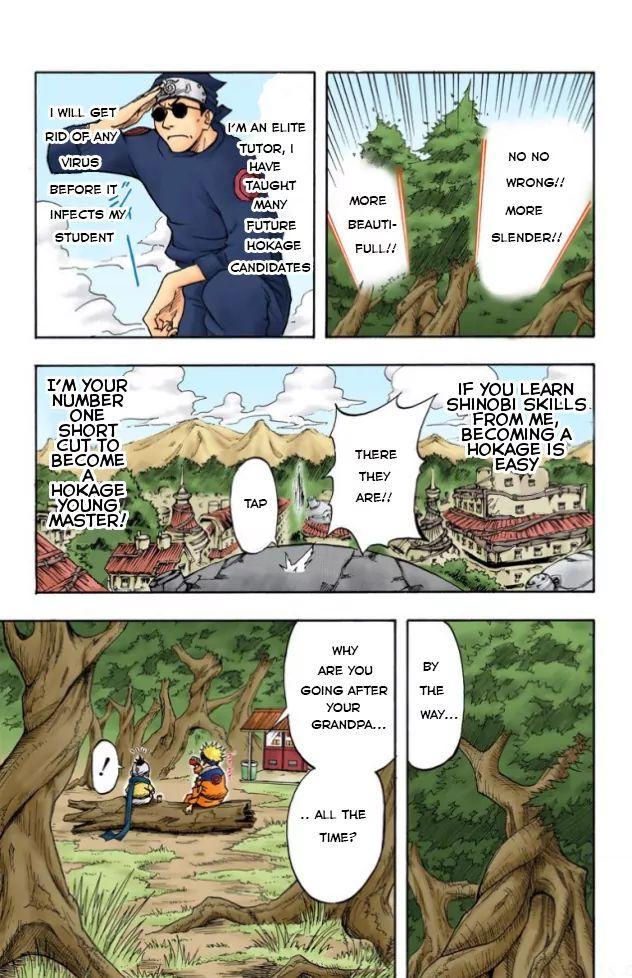 NO NO
WRONG!!
MORE
SLENDER!!
MORE
BEAUTI-
FULL!!
I'M AN ELITE
TUTOR, I
HAVE
TAUGHT
MANY
FUTURE
HOKAGE
CANDIDATES
I WILL GET
RID OF ANY
VIRUS
BEFORE IT
INFECTS MY
STUDENT
IF YOU LEARN
SHINOBI SKILLS
FROM ME,
BECOMING A
HOKAGE IS
EASY
THERE
THEY
ARE!!
TAP
I'M YOUR
NUMBER
ONE
SHORT
CUT TO
BECOME
A
HOKAGE
YOUNG
MASTER!
BY
THE
WAY...
WHY
ARE YOU
GOING AFTER
YOUR
GRANDPA...
.. ALL THE
TIME?
!